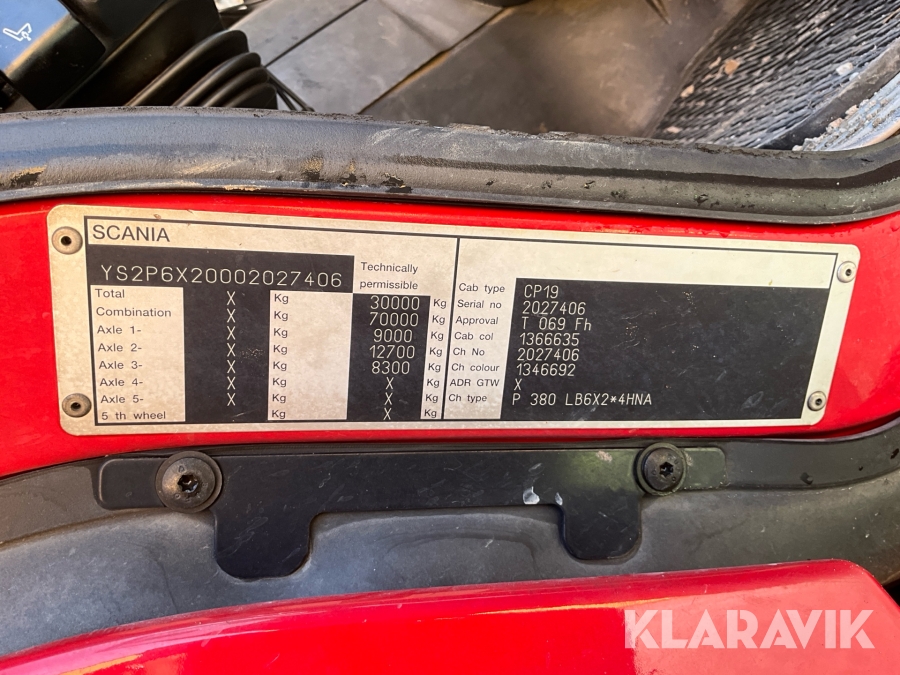 SCANIA
YS2P6X20002027406
Technically
permissible
Total X Kg 30000 Kg
Combination X Kg 70000 Kg
Axle 1- X Kg 9000 Kg
Axle 2- X Kg 12700 Kg
Axle 3- X Kg 8300 Kg
Axle 4- X Kg X Kg
Axle 5- X Kg X Kg
5 th wheel Kg X Kg
Cab type CP19
Serial no 2027406
Approval T 069 Fh
Cab col 1366635
Ch No 2027406
Ch colour 1346692
ADR GTW X
Ch type P 380 LB6X2*4HNA
KLARAVIK